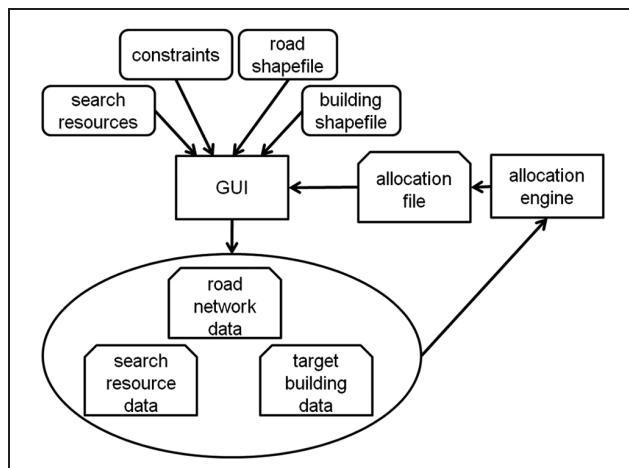 constraints
road
shapefile
search
resources
building
shapefile
GUI
allocation
file
allocation
engine
road
network
data
search
resource
data
target
building
data